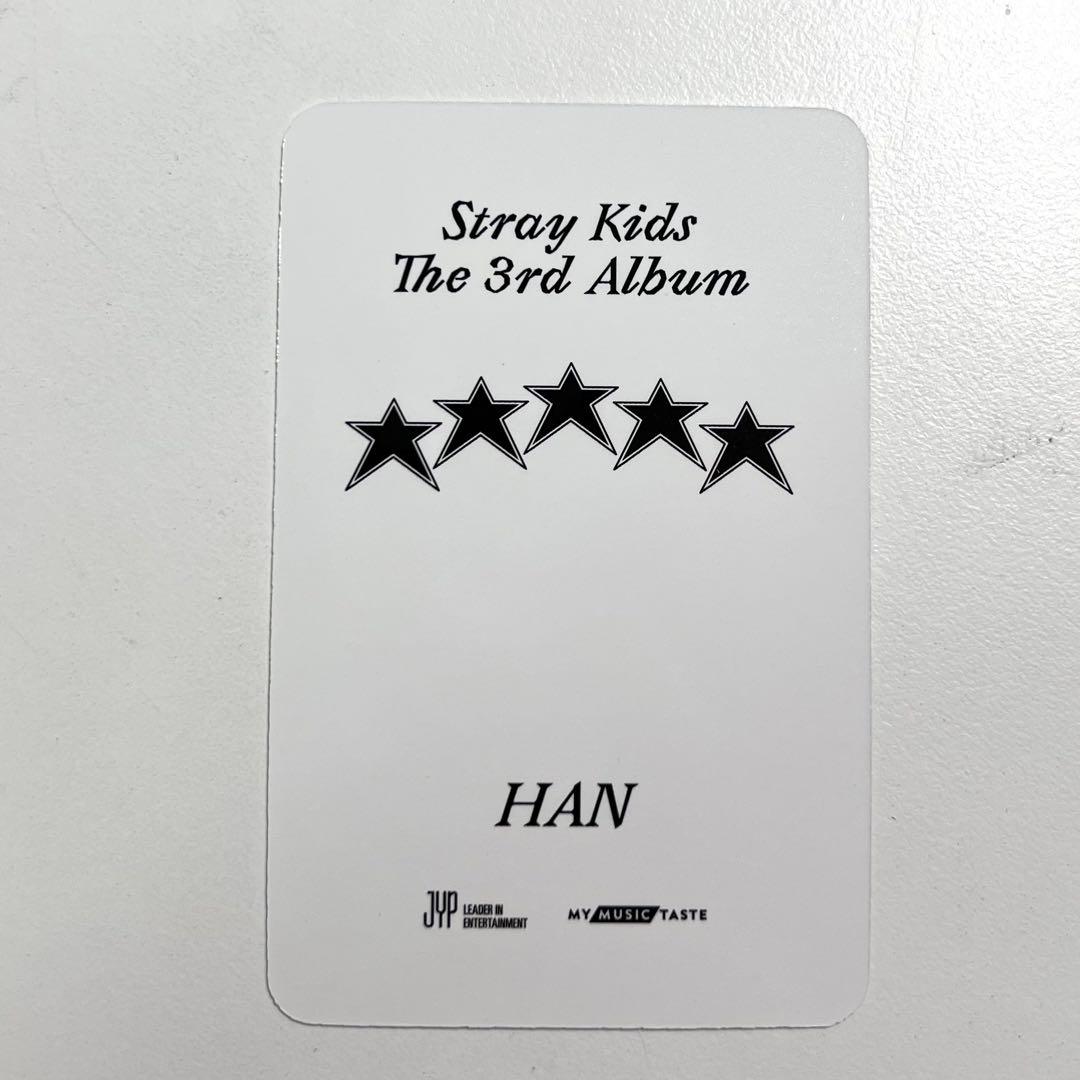 Stray Kids
The 3rd Album
HAN
JYP LEADER IN
ENTERTAINMENT
MY MUSIC TASTE